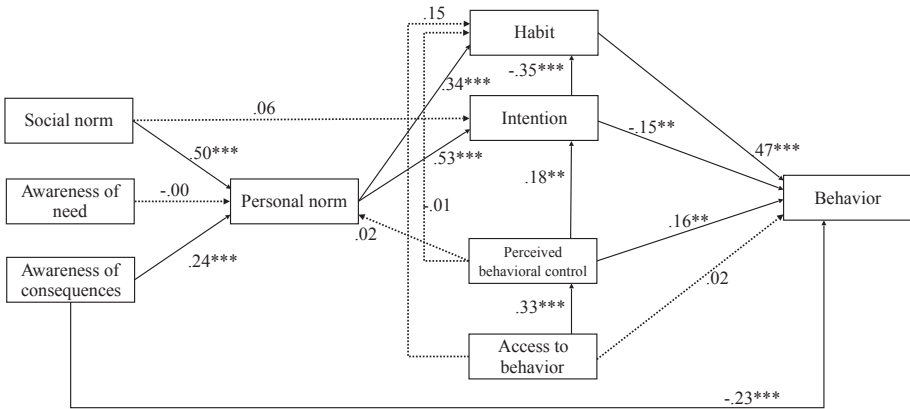 .15
Habit
-.35***
.34***
.06
Social norm
Intention
-.15**
.50***
.53***
.47***
Awareness of
need
-.00
Personal norm
-.01
.18**
Behavior
.02
.16**
Perceived
behavioral control
.24***
Awareness of
consequences
.02
.33***
Access to
behavior
-.23***